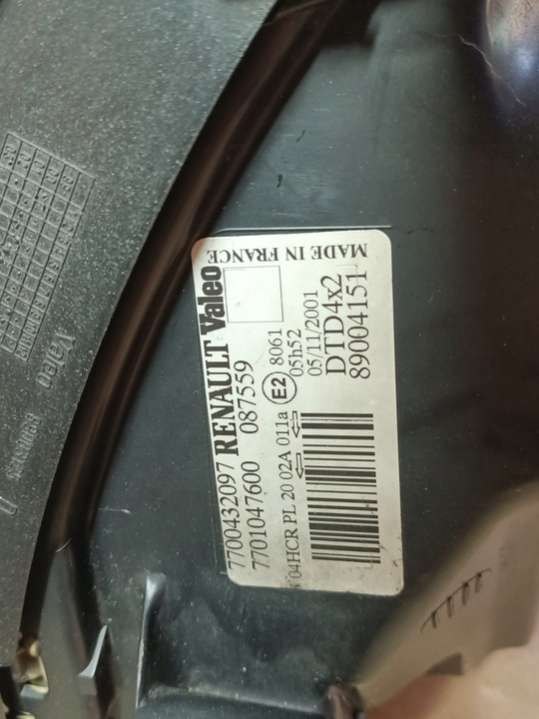 7700432097 RENAULT Valeo
7701047600 087559
04HCR PL 20 02A 011a E2 8061
05h52
05/11/2001
DTD4x2
89004151
MADE IN FRANCE
Valeo